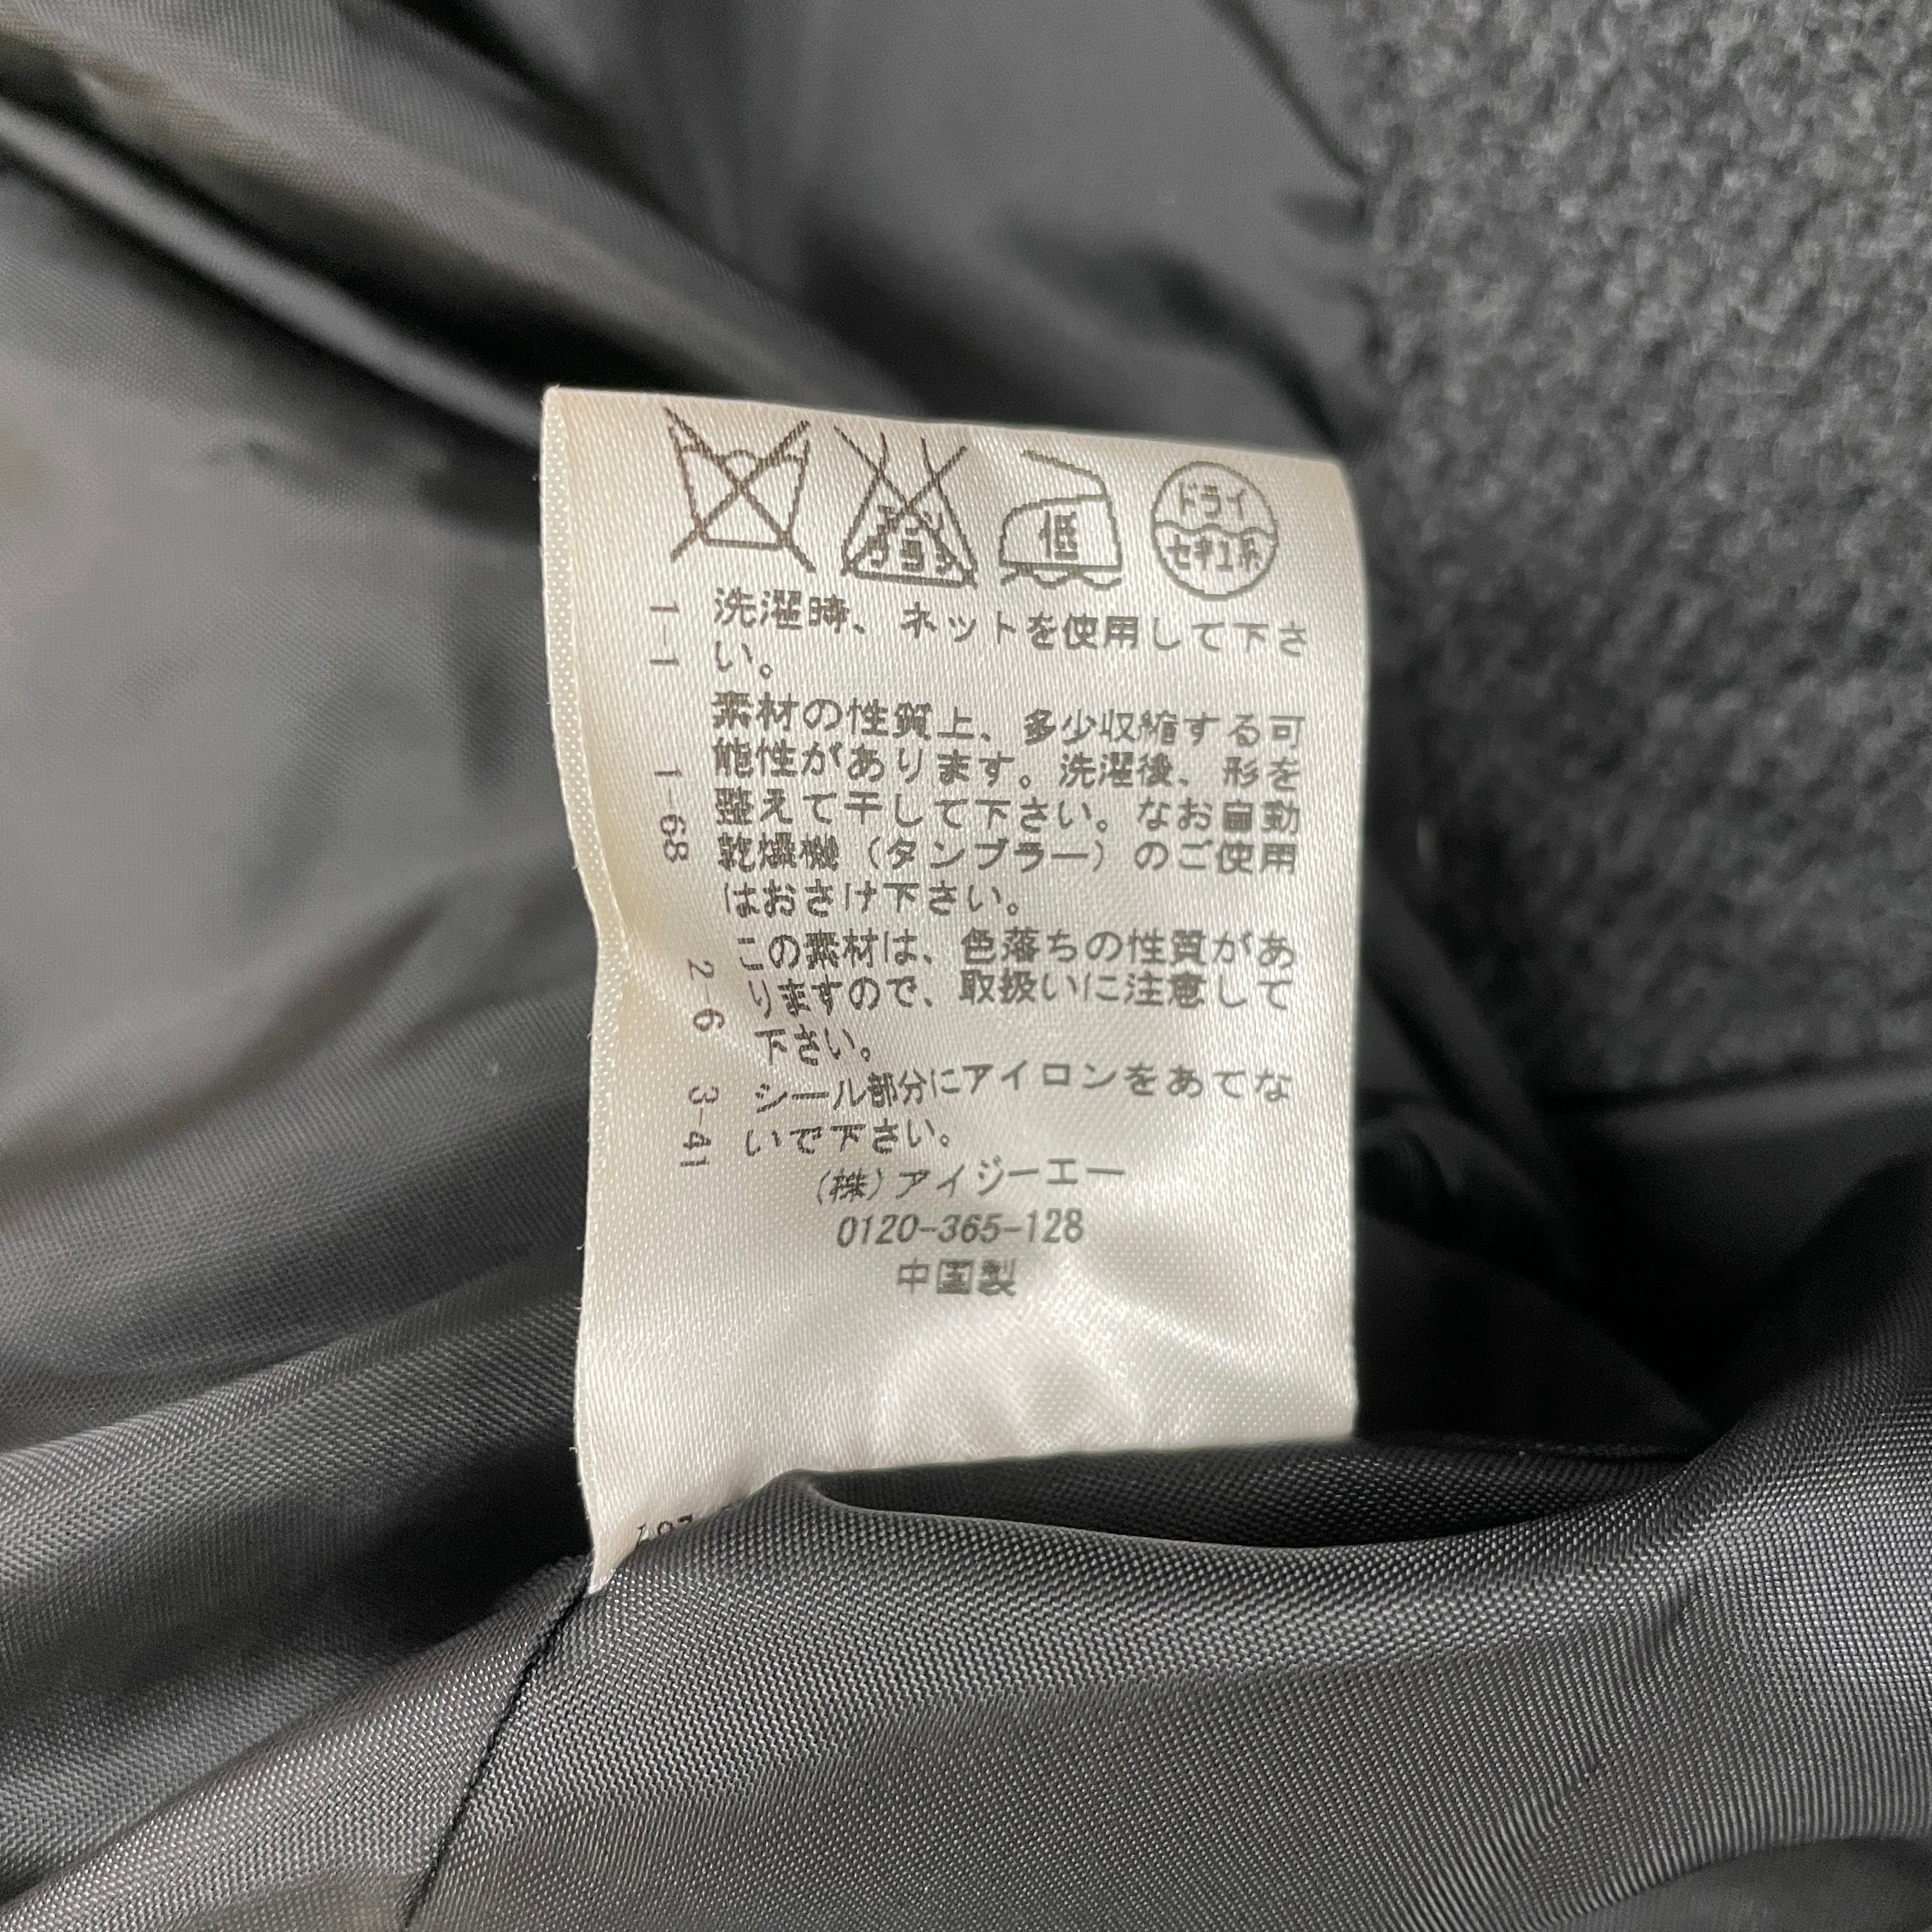 エンソ
サラシ
低
ドライ
セキユ系
1-1 洗濯時、ネットを使用して下さ
い。
素材の性質上、多少収縮する可
1-68 能性があります。洗濯後、形を
整えて干して下さい。なお自動
乾燥機（タンブラー）のご使用
はおさけ下さい。
2-6 この素材は、色落ちの性質があ
りますので、取扱いに注意して
下さい。
3-41 シール部分にアイロンをあてな
いで下さい。
(株)アイジーエー
0120-365-128
中国製